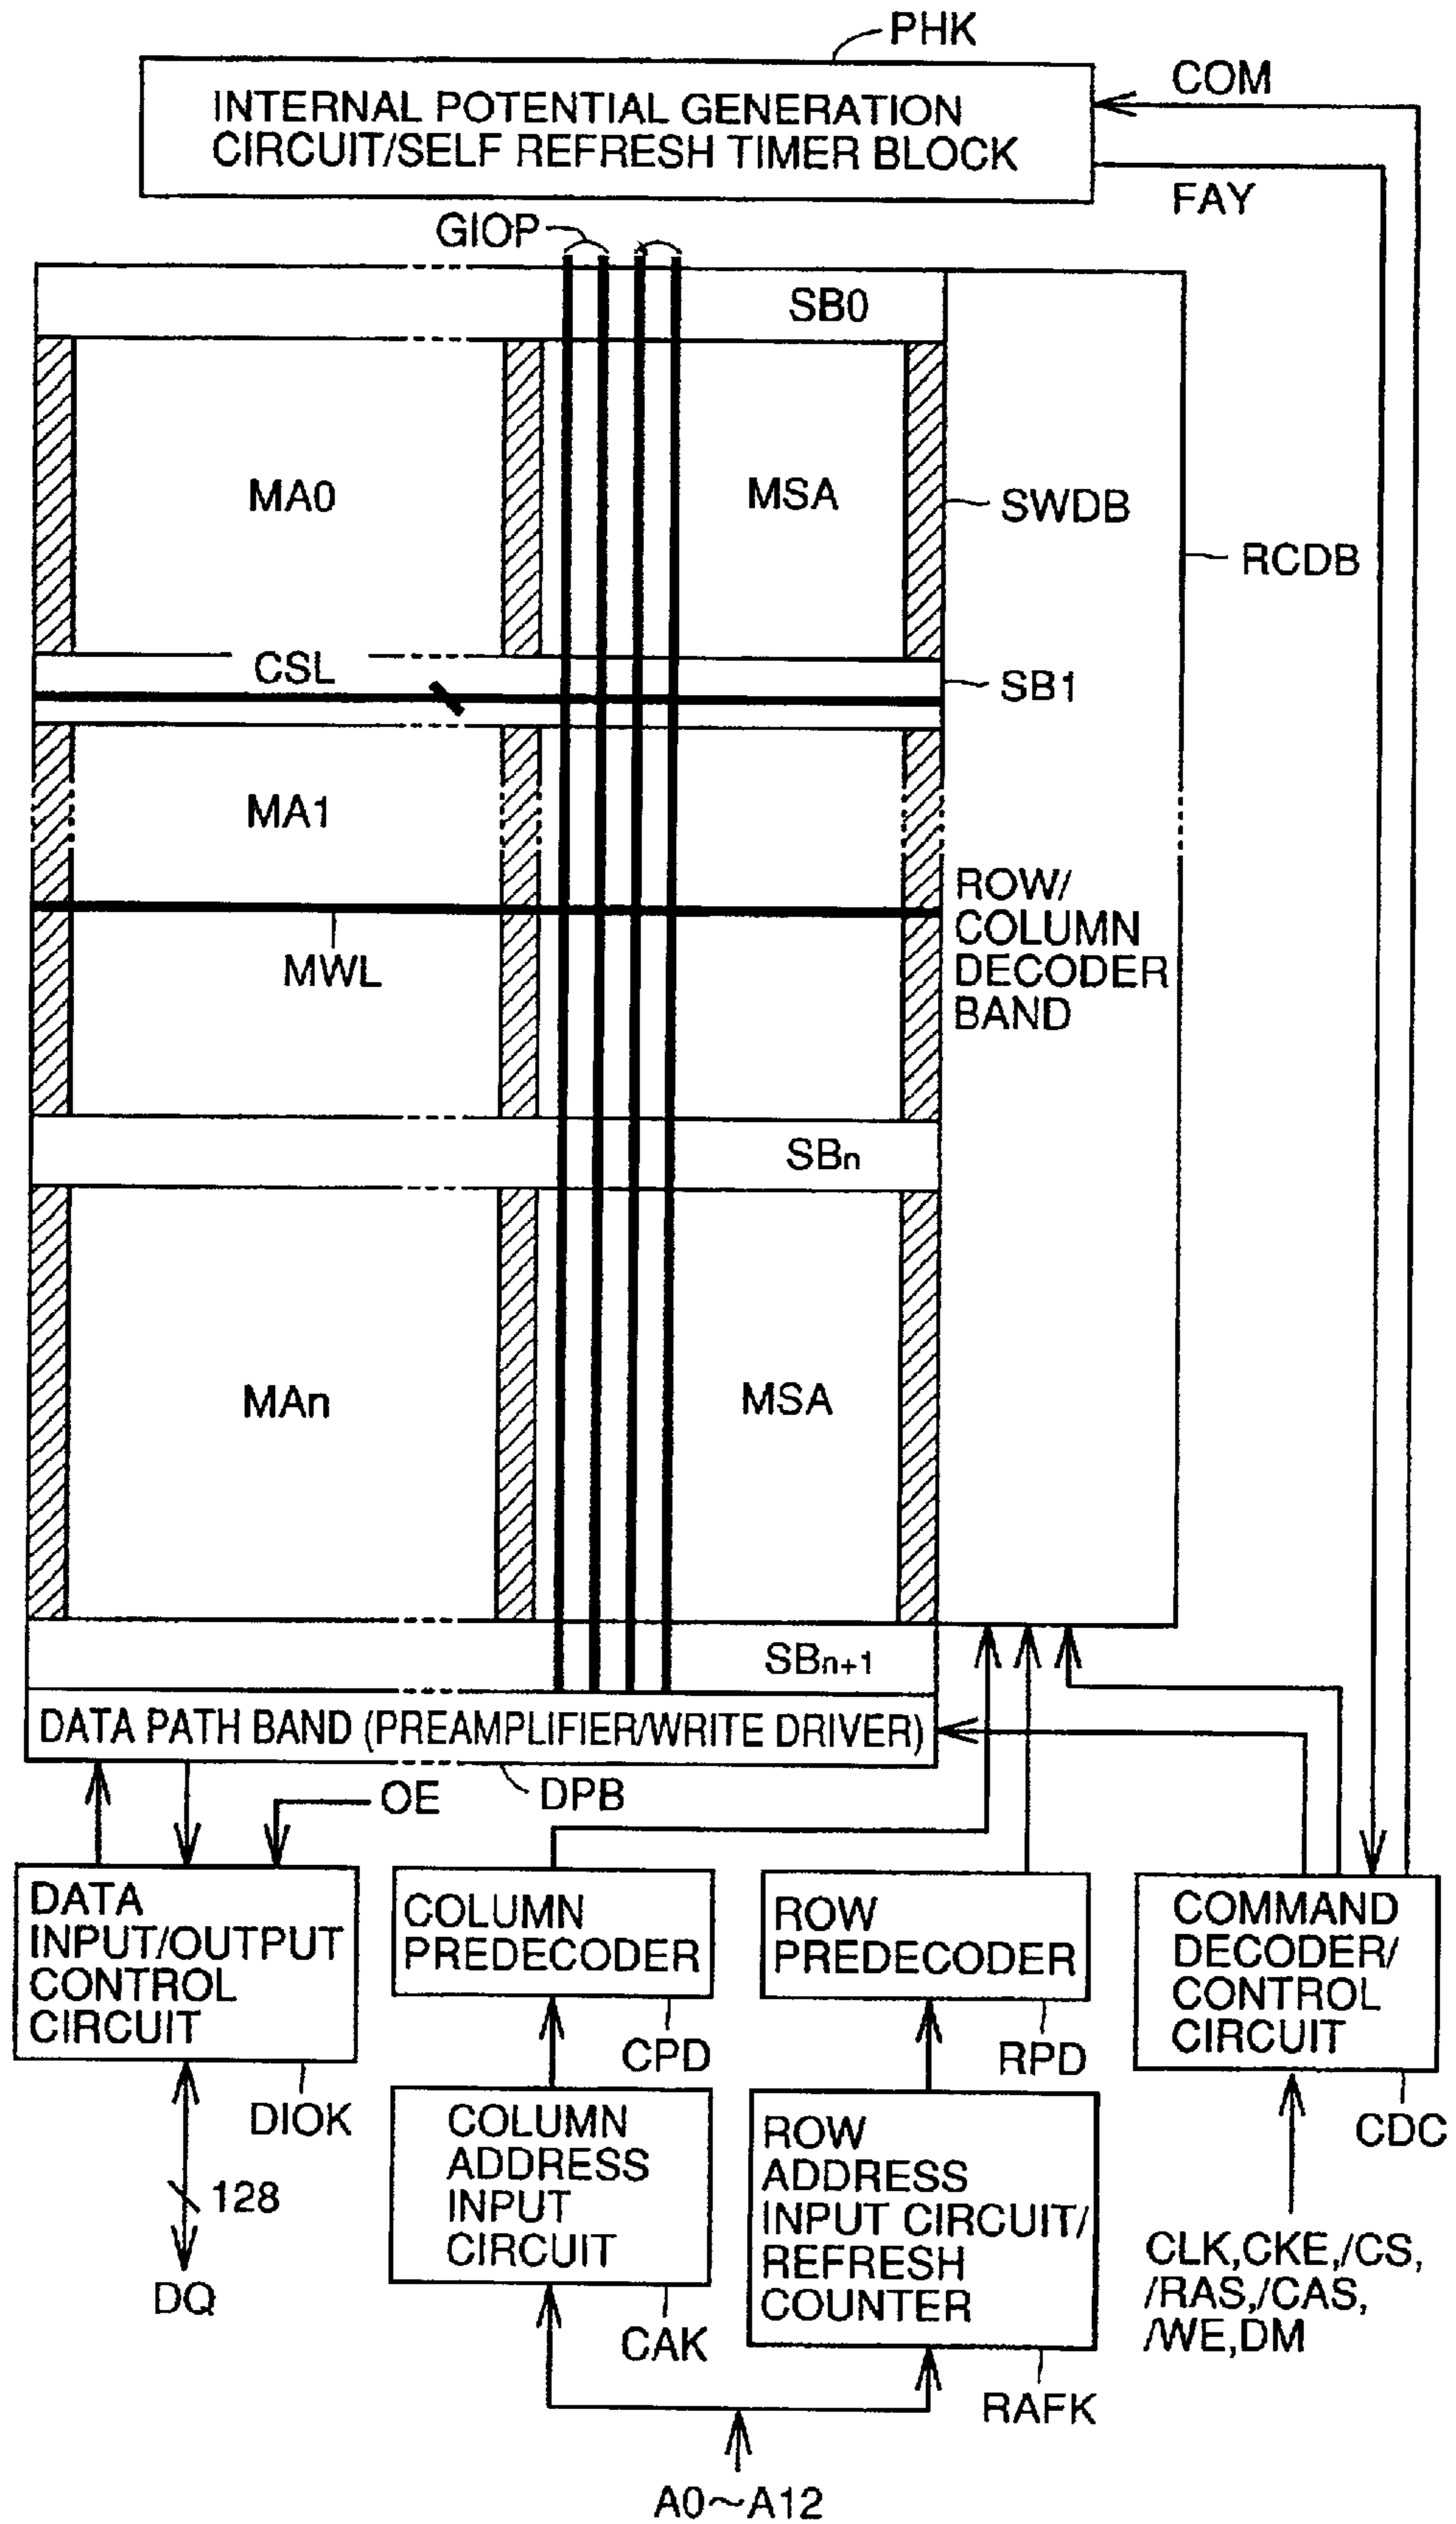 PHK
INTERNAL POTENTIAL GENERATION
CIRCUIT/SELF REFRESH TIMER BLOCK
COM
FAY
GIOP
SB0
MA0
MSA
SWDB
RCDB
CSL
SB1
MA1
MWL
ROW/
COLUMN
DECODER
BAND
SBn
MAn
MSA
SBn+1
DATA PATH BAND (PREAMPLIFIER/WRITE DRIVER)
OE
DPB
DATA
INPUT/OUTPUT
CONTROL
CIRCUIT
COLUMN
PREDECODER
ROW
PREDECODER
COMMAND
DECODER/
CONTROL
CIRCUIT
CPD
RPD
DIOK
CDC
COLUMN
ADDRESS
INPUT
CIRCUIT
ROW
ADDRESS
INPUT CIRCUIT/
REFRESH
COUNTER
128
DQ
CLK,CKE,/CS,
/RAS,/CAS,
/WE,DM
CAK
RAFK
A0~A12